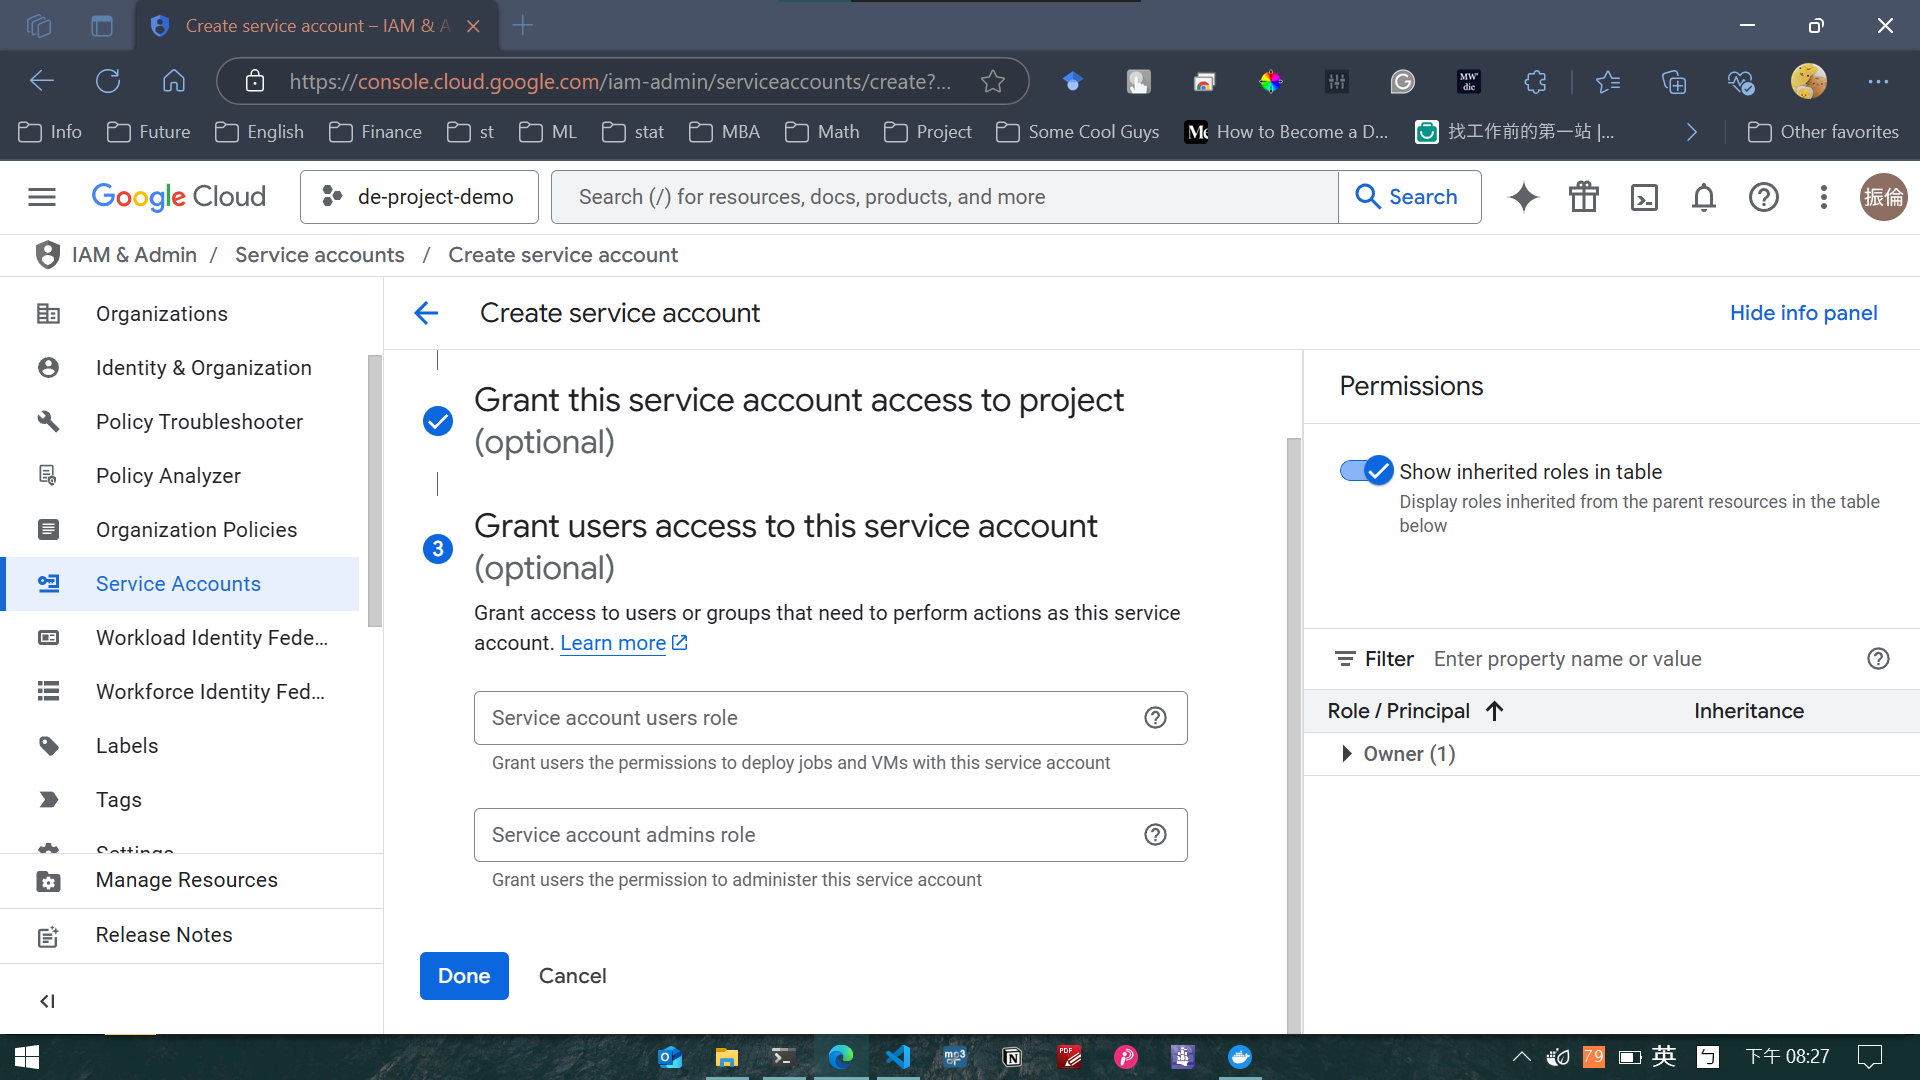 Create service account – IAM & A
https://console.cloud.google.com/iam-admin/serviceaccounts/create?...
MW dic
Info
Future
English
Finance
st
ML
stat
MBA
Math
Project
Some Cool Guys
How to Become a D...
找工作前的第一站 |...
Other favorites
Google Cloud
de-project-demo
Search (/) for resources, docs, products, and more
Search
振倫
IAM & Admin / Service accounts / Create service account
Organizations
Identity & Organization
Policy Troubleshooter
Policy Analyzer
Organization Policies
Service Accounts
Workload Identity Fede...
Workforce Identity Fed...
Labels
Tags
Settings
Manage Resources
Release Notes
Create service account
Hide info panel
Grant this service account access to project
(optional)
3
Grant users access to this service account
(optional)
Grant access to users or groups that need to perform actions as this service
account. Learn more
Service account users role
Grant users the permissions to deploy jobs and VMs with this service account
Service account admins role
Grant users the permission to administer this service account
Done
Cancel
Permissions
Show inherited roles in table
Display roles inherited from the parent resources in the table
below
Filter
Enter property name or value
Role / Principal
Inheritance
Owner (1)
mp3
PDF
79
英
ㄅ
下午 08:27